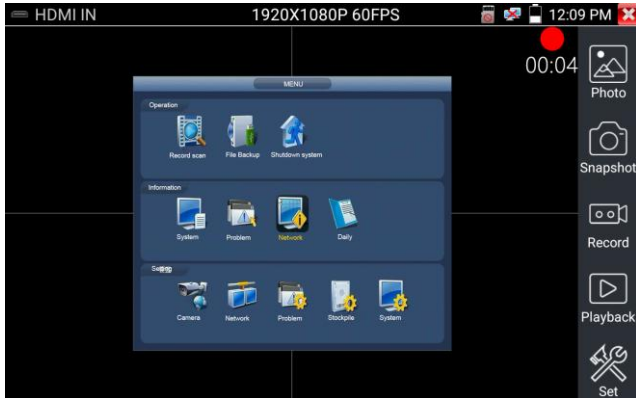 HDMI IN 1920X1080P 60FPS 12:09 PM
00:04
Photo
Snapshot
Record
Playback
Set
MENU
Operation
Record scan File Backup Shutdown system
Information
System Problem Network Daily
Setting
Camera Network Problem Stockpile System